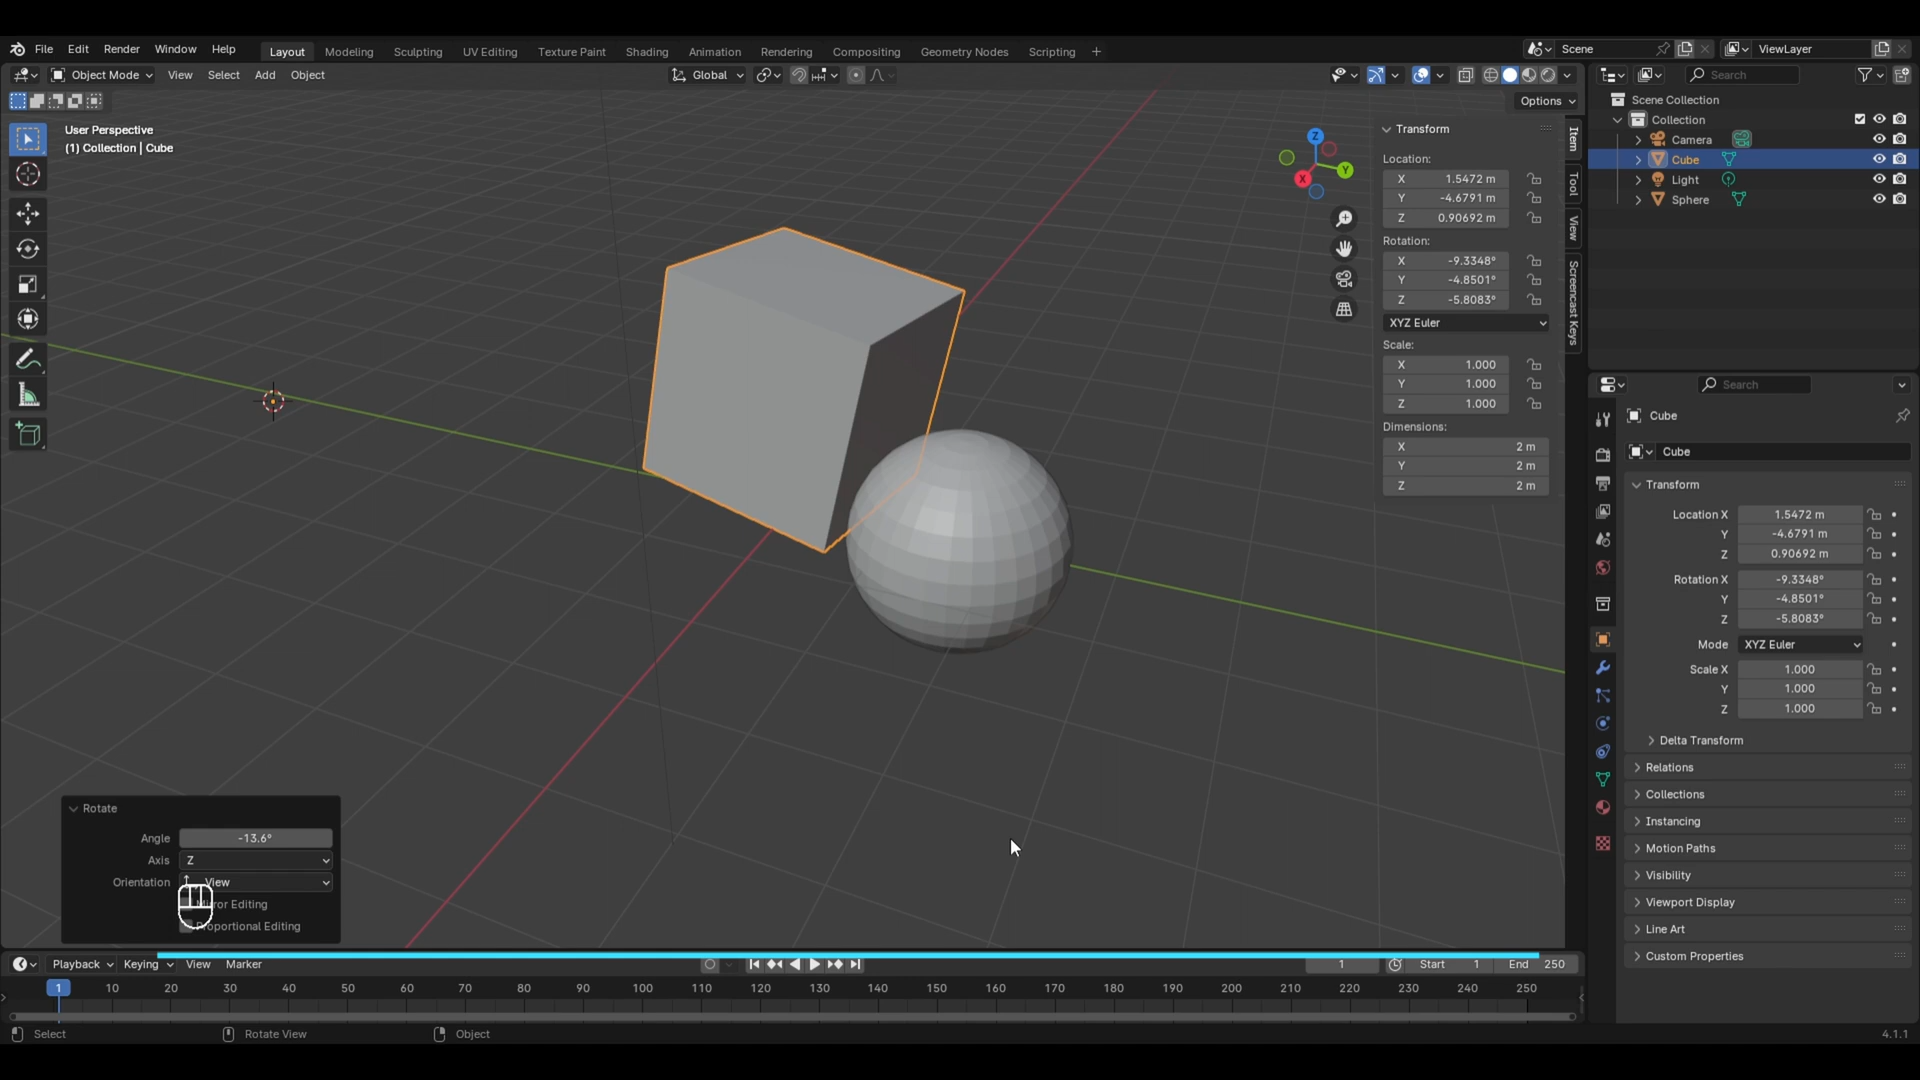 File Edit Render Window Help Layout Modeling Sculpting UV Editing Texture Paint Shading Animation Rendering Compositing Geometry Nodes Scripting + Scene ViewLayer
Object Mode View Select Add Object Global Search
Options
User Perspective
(1) Collection | Cube
Z
Y
X
Transform
Location:
X 1.5472 m
Y -4.6791 m
Z 0.90692 m
Rotation:
X -9.3348°
Y -4.8501°
Z -5.8083°
XYZ Euler
Scale:
X 1.000
Y 1.000
Z 1.000
Dimensions:
X 2 m
Y 2 m
Z 2 m
Item
Tool
View
Screencast Keys
Scene Collection
Collection
Camera
Cube
Light
Sphere
Search
Cube
Cube
Transform
Location X 1.5472 m
Y -4.6791 m
Z 0.90692 m
Rotation X -9.3348°
Y -4.8501°
Z -5.8083°
Mode XYZ Euler
Scale X 1.000
Y 1.000
Z 1.000
Delta Transform
Relations
Collections
Instancing
Motion Paths
Visibility
Viewport Display
Line Art
Custom Properties
Rotate
Angle -13.6°
Axis Z
Orientation View
Editing
Proportional Editing
Playback Keying View Marker 1 Start 1 End 250
1 10 20 30 40 50 60 70 80 90 100 110 120 130 140 150 160 170 180 190 200 210 220 230 240 250
Select Rotate View Object 4.1.1